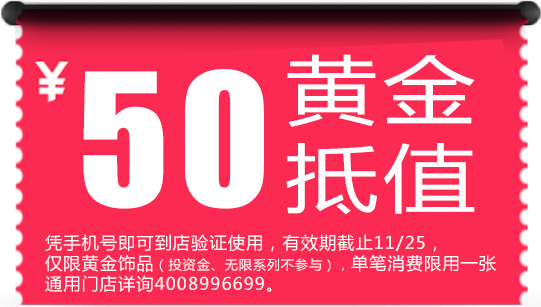 ¥50 黄金
抵值
凭手机号即可到店验证使用，有效期截止11/25，
仅限黄金饰品（投资金、无限系列不参与），单笔消费限用一张
通用门店详询4008996699。